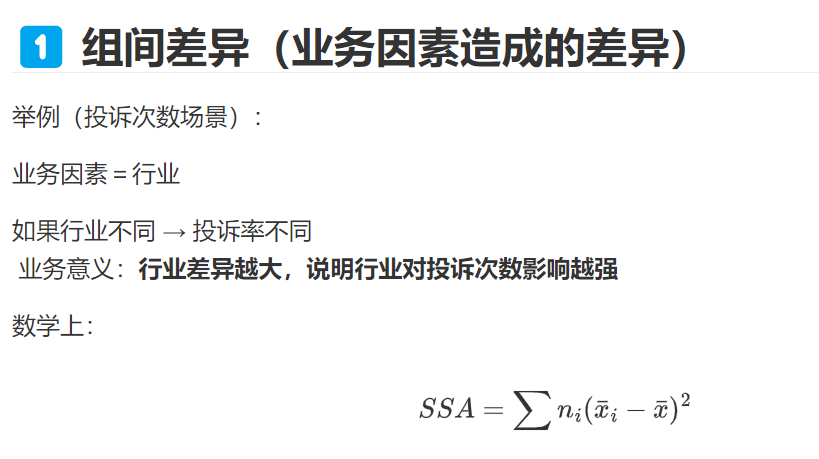 1 组间差异（业务因素造成的差异）
举例（投诉次数场景）：
业务因素 = 行业
如果行业不同 → 投诉率不同
业务意义：行业差异越大，说明行业对投诉次数影响越强
数学上：
SSA = ∑ nᵢ(x̄ᵢ − x̄)²